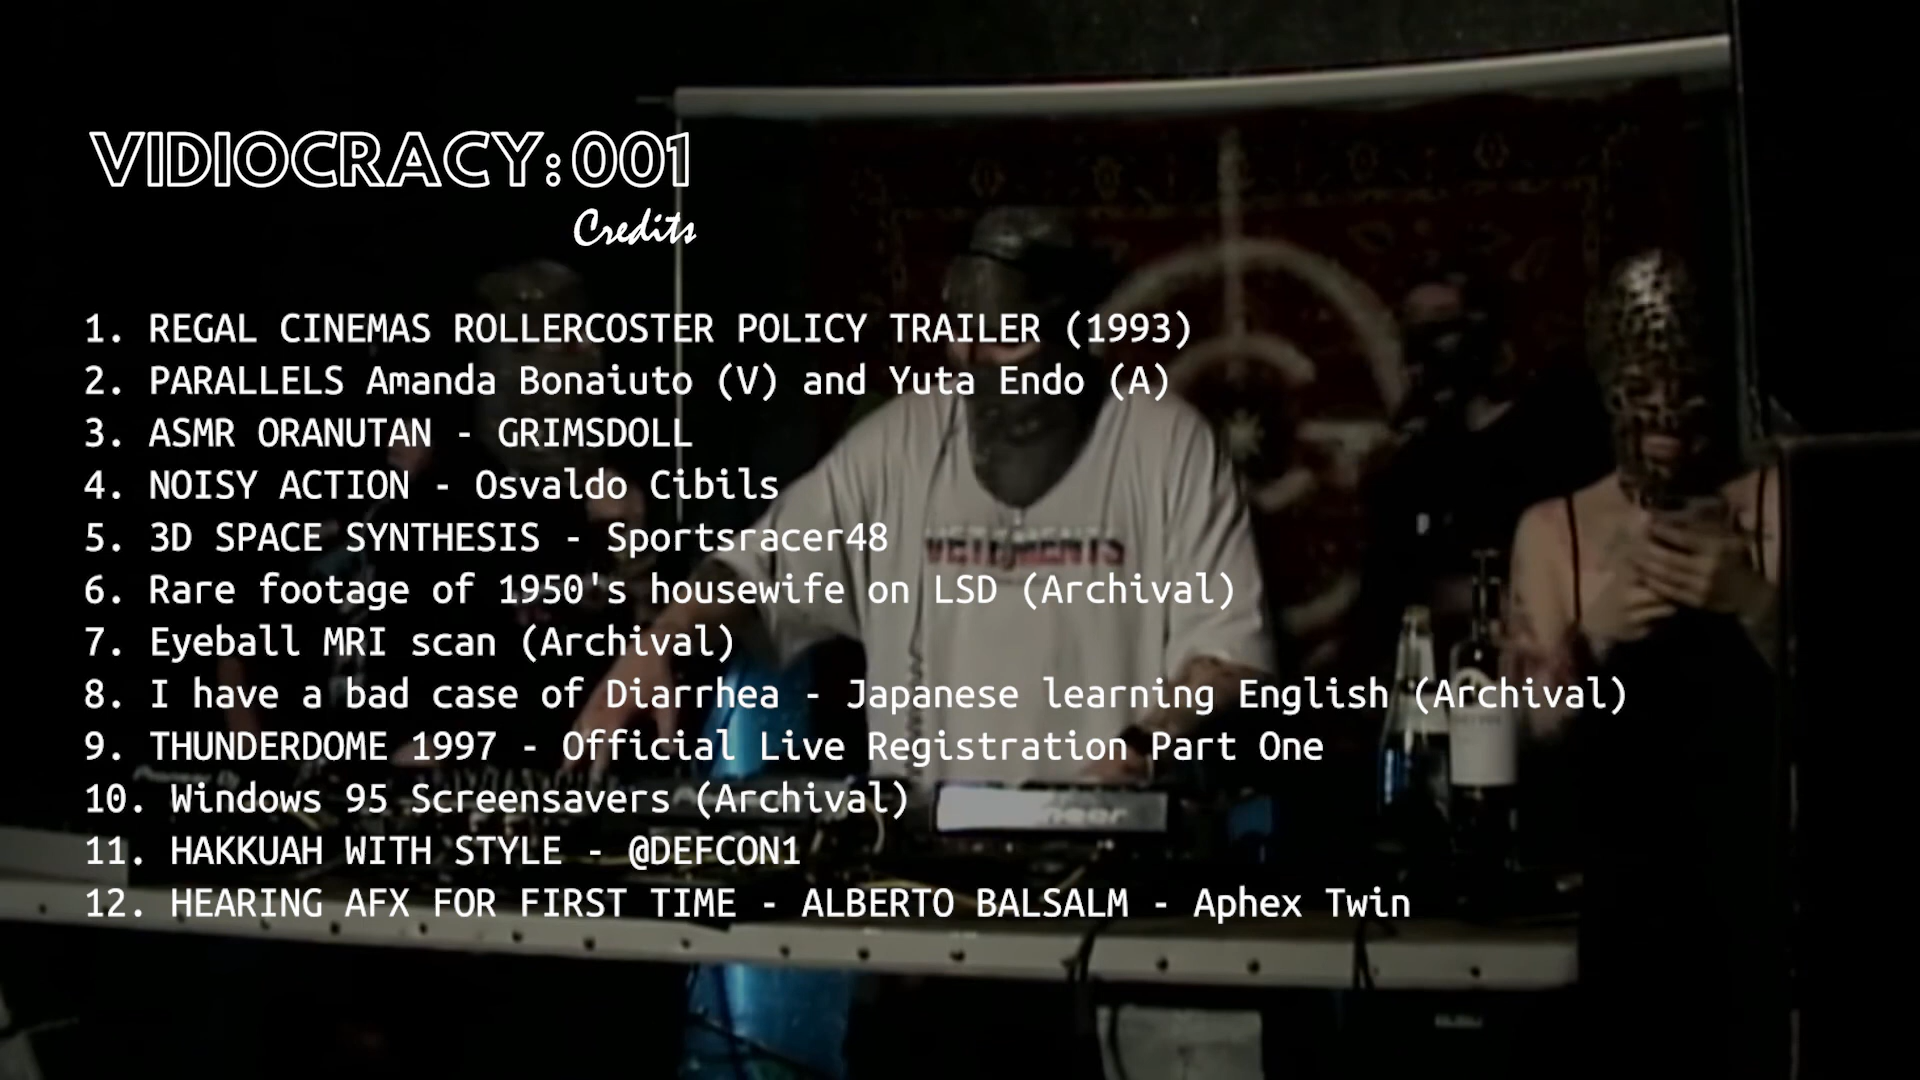 VIDIOCRACY:001
Credits
1. REGAL CINEMAS ROLLERCOSTER POLICY TRAILER (1993)
2. PARALLELS Amanda Bonaiuto (V) and Yuta Endo (A)
3. ASMR ORANUTAN - GRIMSDOLL
4. NOISY ACTION - Osvaldo Cibils
5. 3D SPACE SYNTHESIS - Sportsracer48
VETEMENTS
6. Rare footage of 1950's housewife on LSD (Archival)
7. Eyeball MRI scan (Archival)
8. I have a bad case of Diarrhea - Japanese learning English (Archival)
9. THUNDERDOME 1997 - Official Live Registration Part One
10. Windows 95 Screensavers (Archival)
11. HAKKUAH WITH STYLE - @DEFCON1
12. HEARING AFX FOR FIRST TIME - ALBERTO BALSALM - Aphex Twin